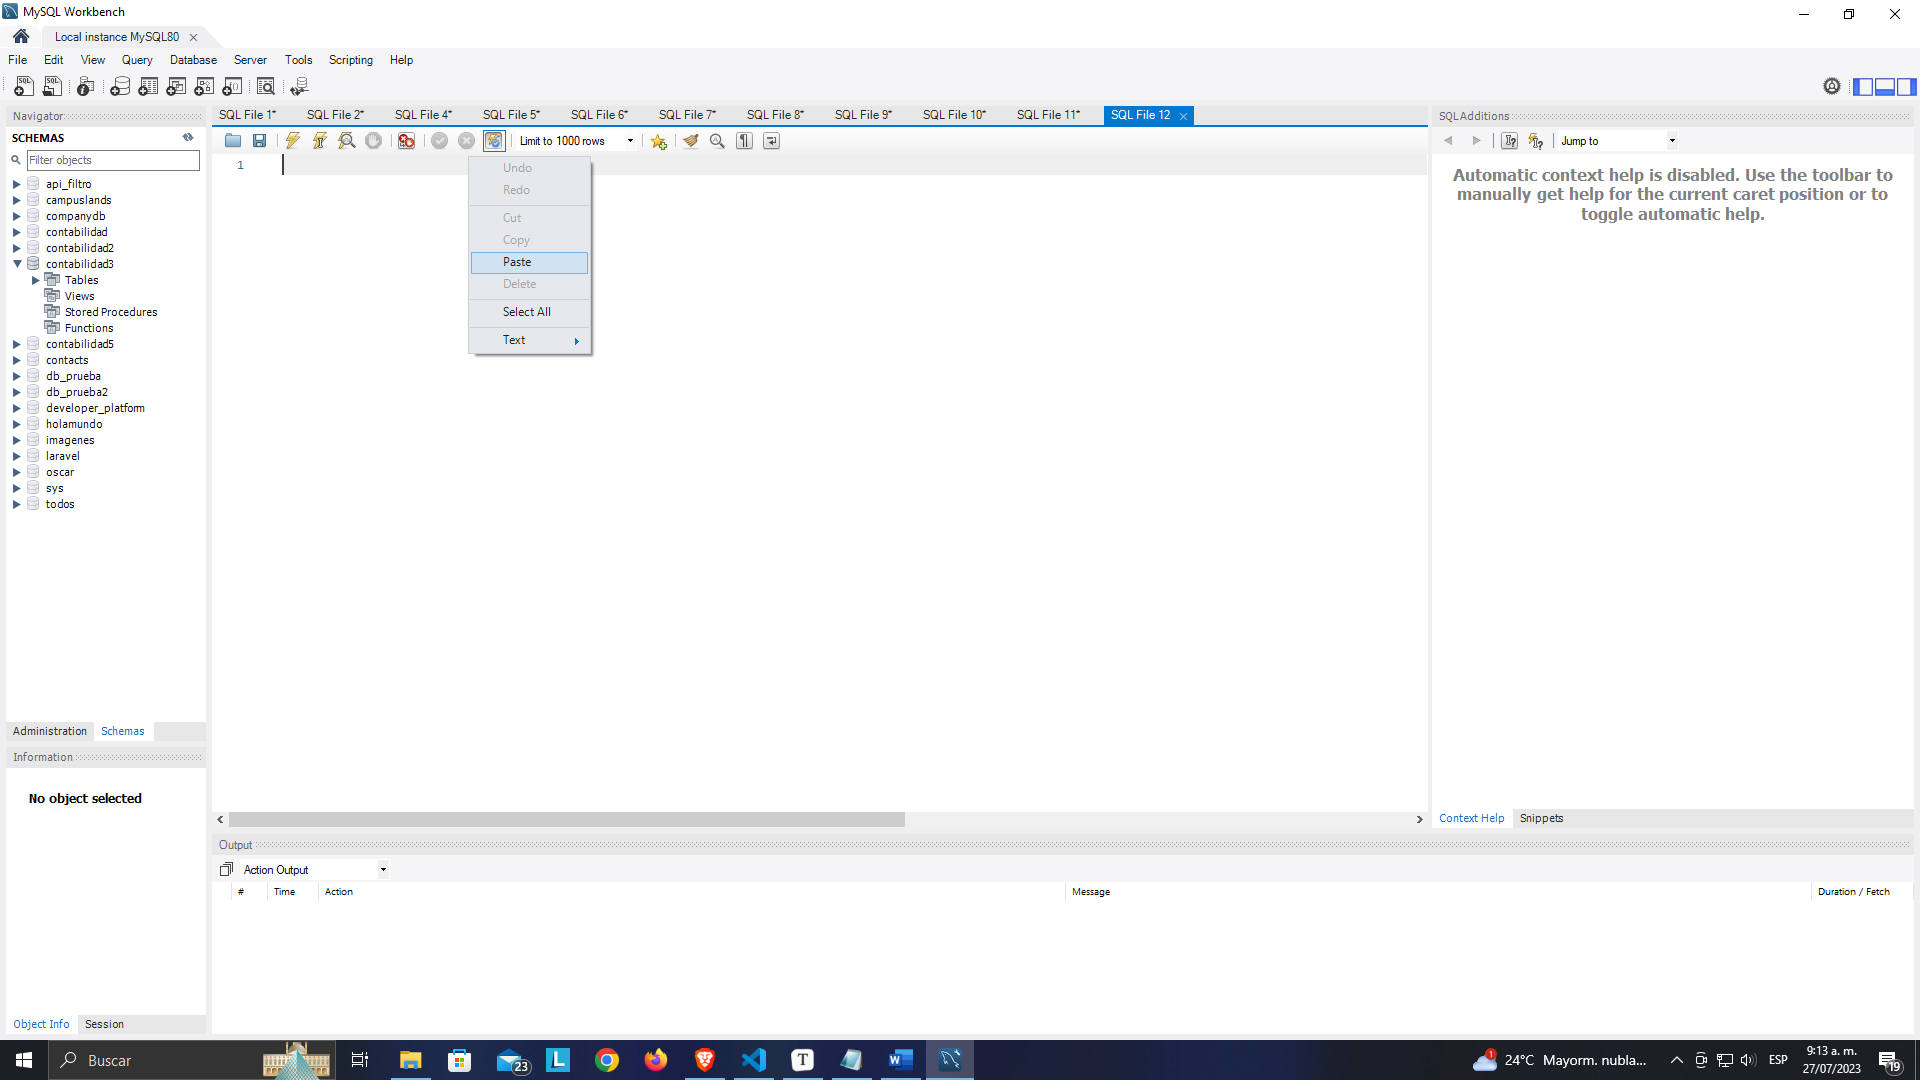 MySQL Workbench
Local instance MySQL80
File Edit View Query Database Server Tools Scripting Help
Navigator
SCHEMAS
Filter objects
api_filtro
campuslands
companydb
contabilidad
contabilidad2
contabilidad3
Tables
Views
Stored Procedures
Functions
contabilidad5
contacts
db_prueba
db_prueba2
developer_platform
holamundo
imagenes
laravel
oscar
sys
todos
Administration Schemas
Information
No object selected
Object Info Session
SQL File 1* SQL File 2* SQL File 4* SQL File 5* SQL File 6* SQL File 7* SQL File 8* SQL File 9* SQL File 10* SQL File 11* SQL File 12
Limit to 1000 rows
1
Undo
Redo
Cut
Copy
Paste
Delete
Select All
Text
SQLAdditions
Jump to
Automatic context help is disabled. Use the toolbar to
manually get help for the current caret position or to
toggle automatic help.
Context Help Snippets
Output
Action Output
# Time Action Message Duration / Fetch
Buscar
23
L
T
1
24°C Mayorm. nubla...
ESP
9:13 a. m.
27/07/2023
19